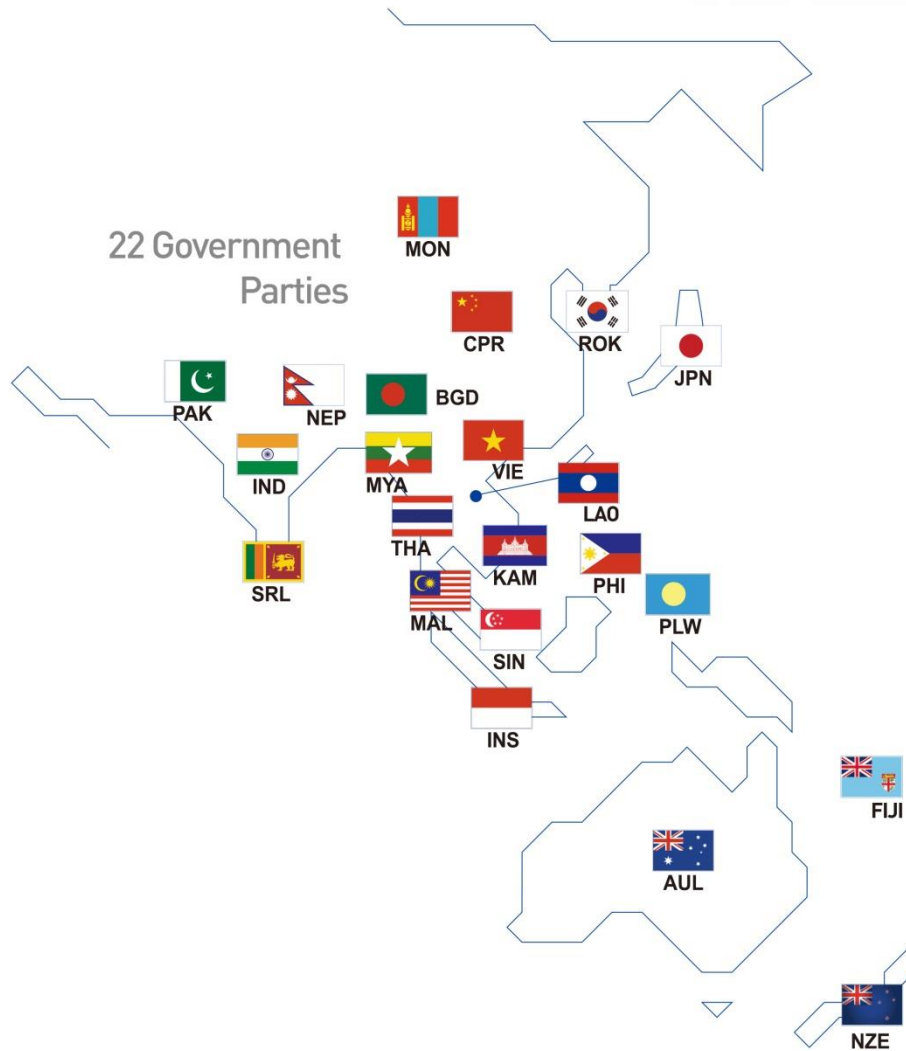 22 Government
Parties
MON
CPR
ROK
JPN
PAK
NEP
BGD
IND
MYA
VIE
LAO
THA
KAM
PHI
SRL
MAL
SIN
PLW
INS
FIJI
AUL
NZE